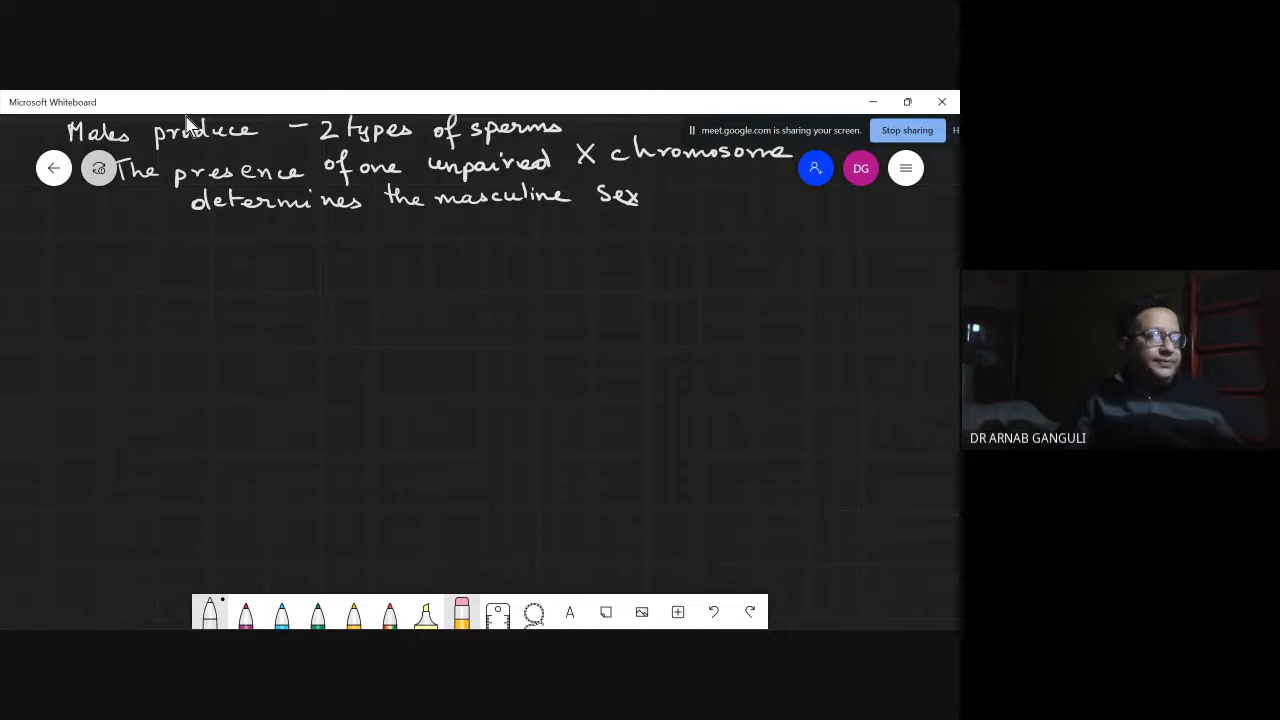 Microsoft Whiteboard
Males produce - 2 types of sperms
meet.google.com is sharing your screen.
Stop sharing
H
The presence of one unpaired X chromosome
DG
determines the masculine Sex
DR ARNAB GANGULI
A